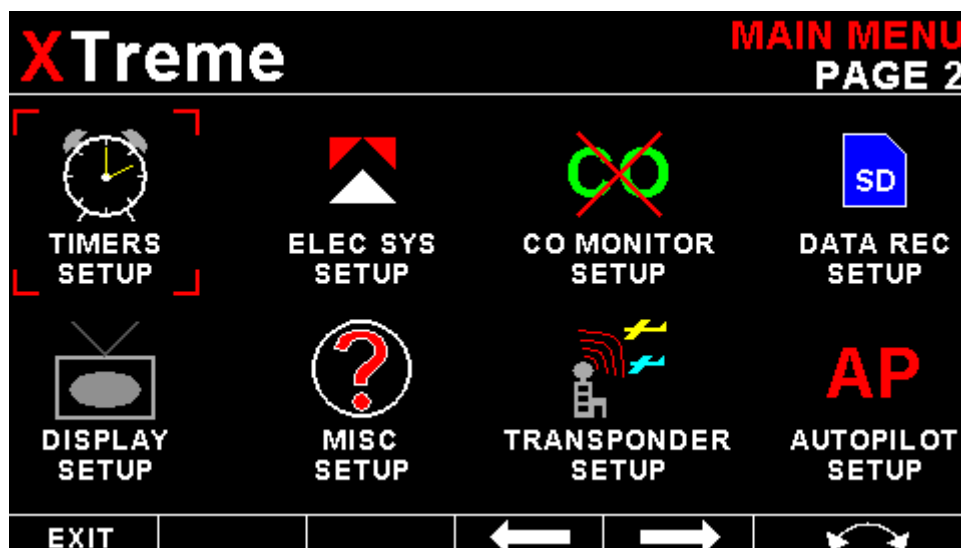 XTreme
MAIN MENU
PAGE 2
TIMERS
SETUP
ELEC SYS
SETUP
CO
CO MONITOR
SETUP
SD
DATA REC
SETUP
DISPLAY
SETUP
?
MISC
SETUP
TRANSPONDER
SETUP
AP
AUTOPILOT
SETUP
EXIT